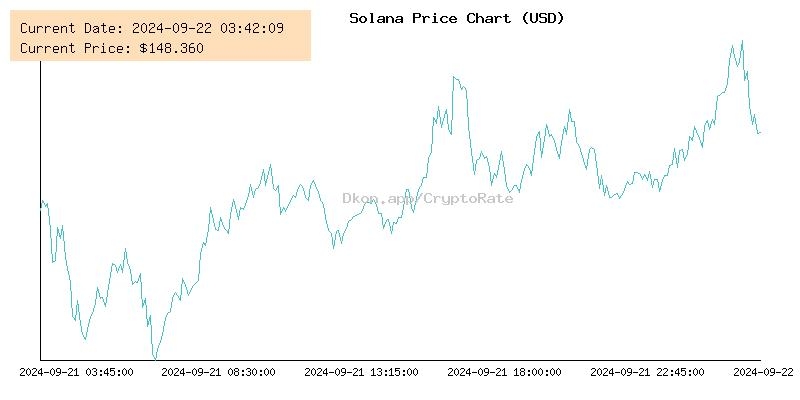 Solana Price Chart (USD)
Current Date: 2024-09-22 03:42:09
Current Price: $148.360
Dkop.app/CryptoRate
2024-09-21 03:45:00 2024-09-21 08:30:00 2024-09-21 13:15:00 2024-09-21 18:00:00 2024-09-21 22:45:00 2024-09-22